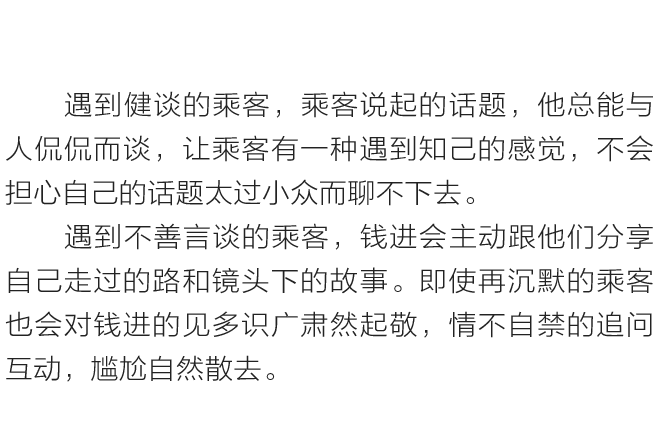 遇到健谈的乘客，乘客说起的话题，他总能与
人侃侃而谈，让乘客有一种遇到知己的感觉，不会
担心自己的话题太过小众而聊不下去。
遇到不善言谈的乘客，钱进会主动跟他们分享
自己走过的路和镜头下的故事。即使再沉默的乘客
也会对钱进的见多识广肃然起敬，情不自禁的追问
互动，尴尬自然散去。